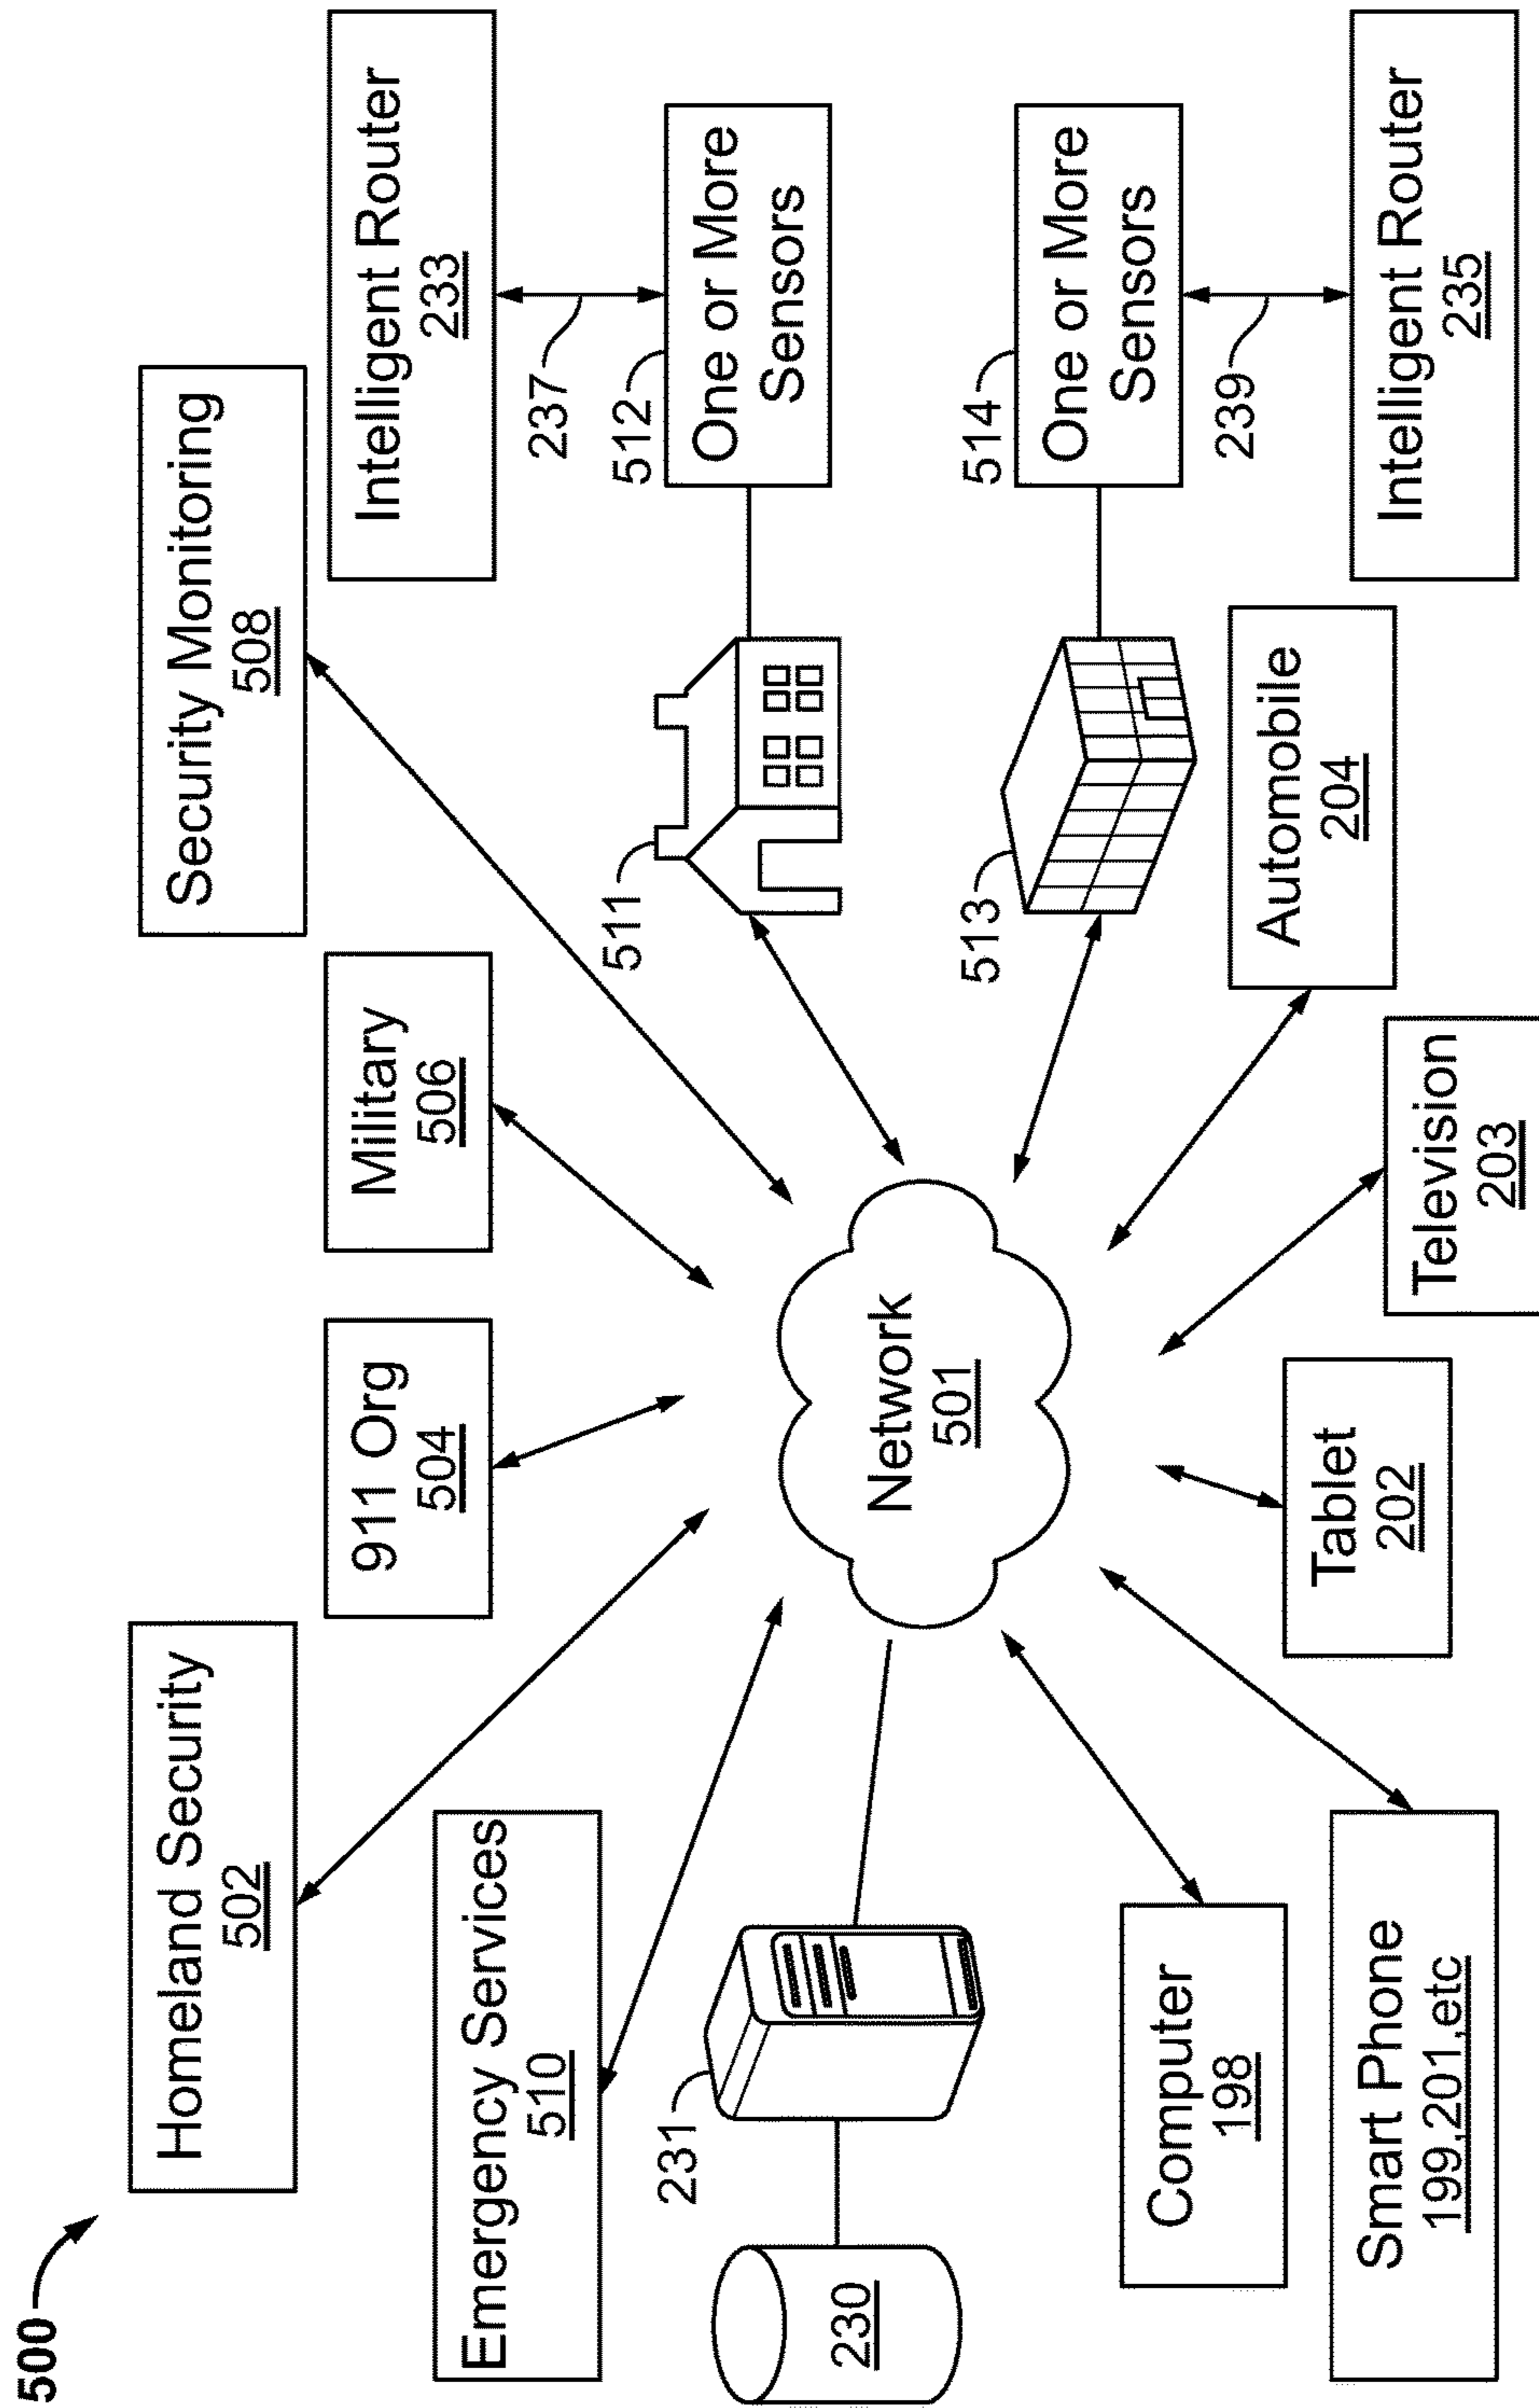 500
Homeland Security
502
911 Org
504
Military
506
Security Monitoring
508
Emergency Services
510
Intelligent Router
233
237
512
One or More
Sensors
511
231
230
Network
501
513
514
One or More
Sensors
239
Intelligent Router
235
Computer
198
Smart Phone
199,201,etc
Tablet
202
Television
203
Automobile
204